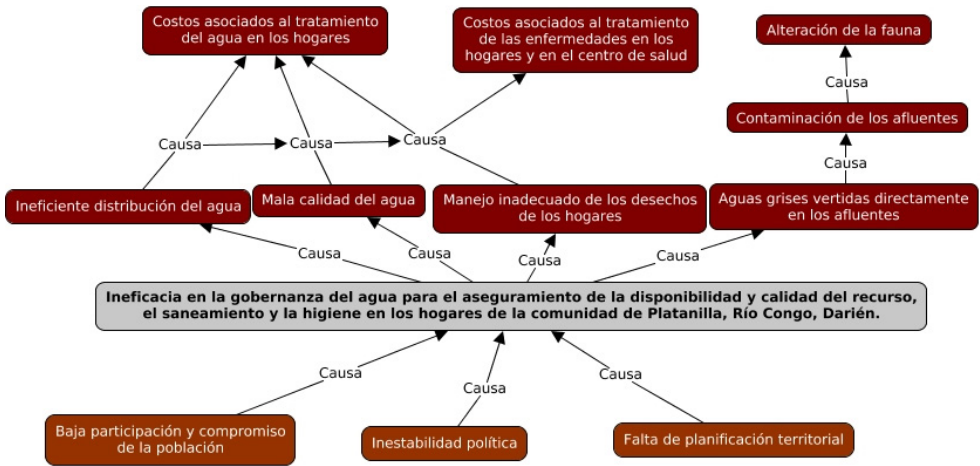 Costos asociados al tratamiento
del agua en los hogares
Costos asociados al tratamiento
de las enfermedades en los
hogares y en el centro de salud
Alteración de la fauna
Causa
Contaminación de los afluentes
Causa
Causa
Causa
Causa
Ineficiente distribución del agua
Mala calidad del agua
Manejo inadecuado de los desechos
de los hogares
Aguas grises vertidas directamente
en los afluentes
Causa
Causa
Causa
Causa
Causa
Ineficacia en la gobernanza del agua para el aseguramiento de la disponibilidad y calidad del recurso,
el saneamiento y la higiene en los hogares de la comunidad de Platanilla, Río Congo, Darién.
Causa
Causa
Causa
Baja participación y compromiso
de la población
Inestabilidad política
Falta de planificación territorial